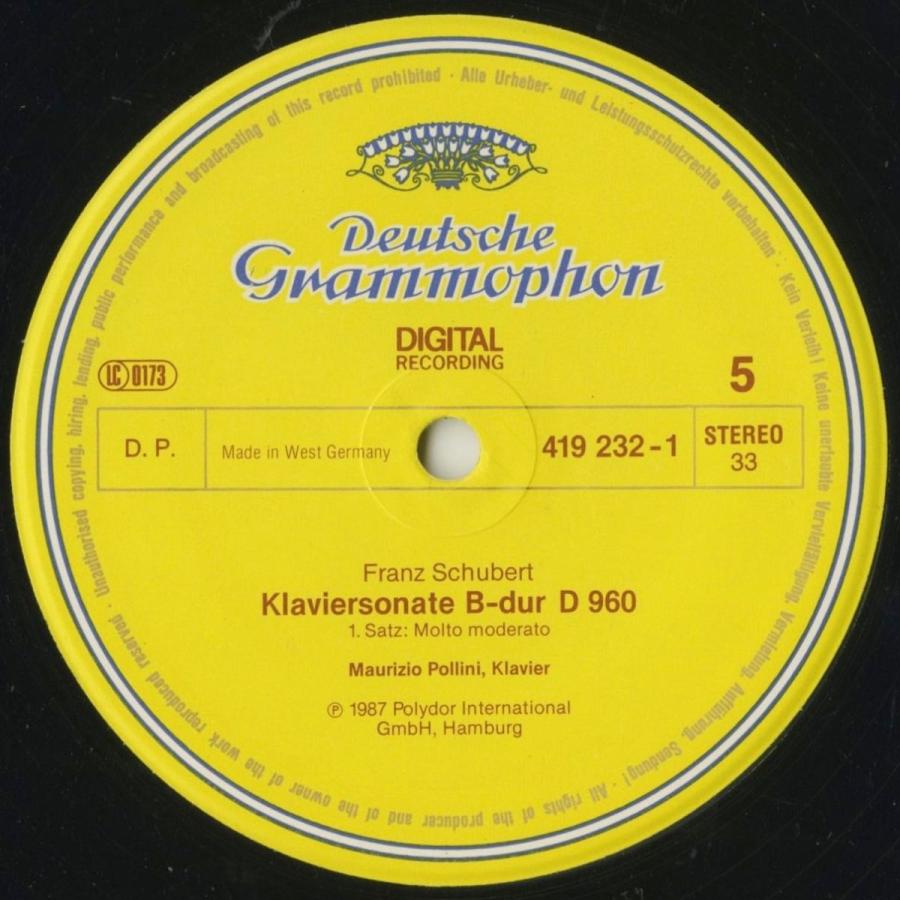 Deutsche
Grammophon
DIGITAL
RECORDING
LC 0173
5
D. P.
Made in West Germany
419 232-1
STEREO
33
Franz Schubert
Klaviersonate B-dur D 960
1. Satz: Molto moderato
Maurizio Pollini, Klavier
℗ 1987 Polydor International
GmbH, Hamburg
Alle Urheber- und Leistungsschutzrechte vorbehalten · Kein Verleih! Keine unerlaubte Vervielfältigung, Vermietung, Aufführung, Sendung! · All rights of the producer and of the owner of the work reproduced reserved · Unauthorised copying, hiring, lending, public performance and broadcasting of this record prohibited ·